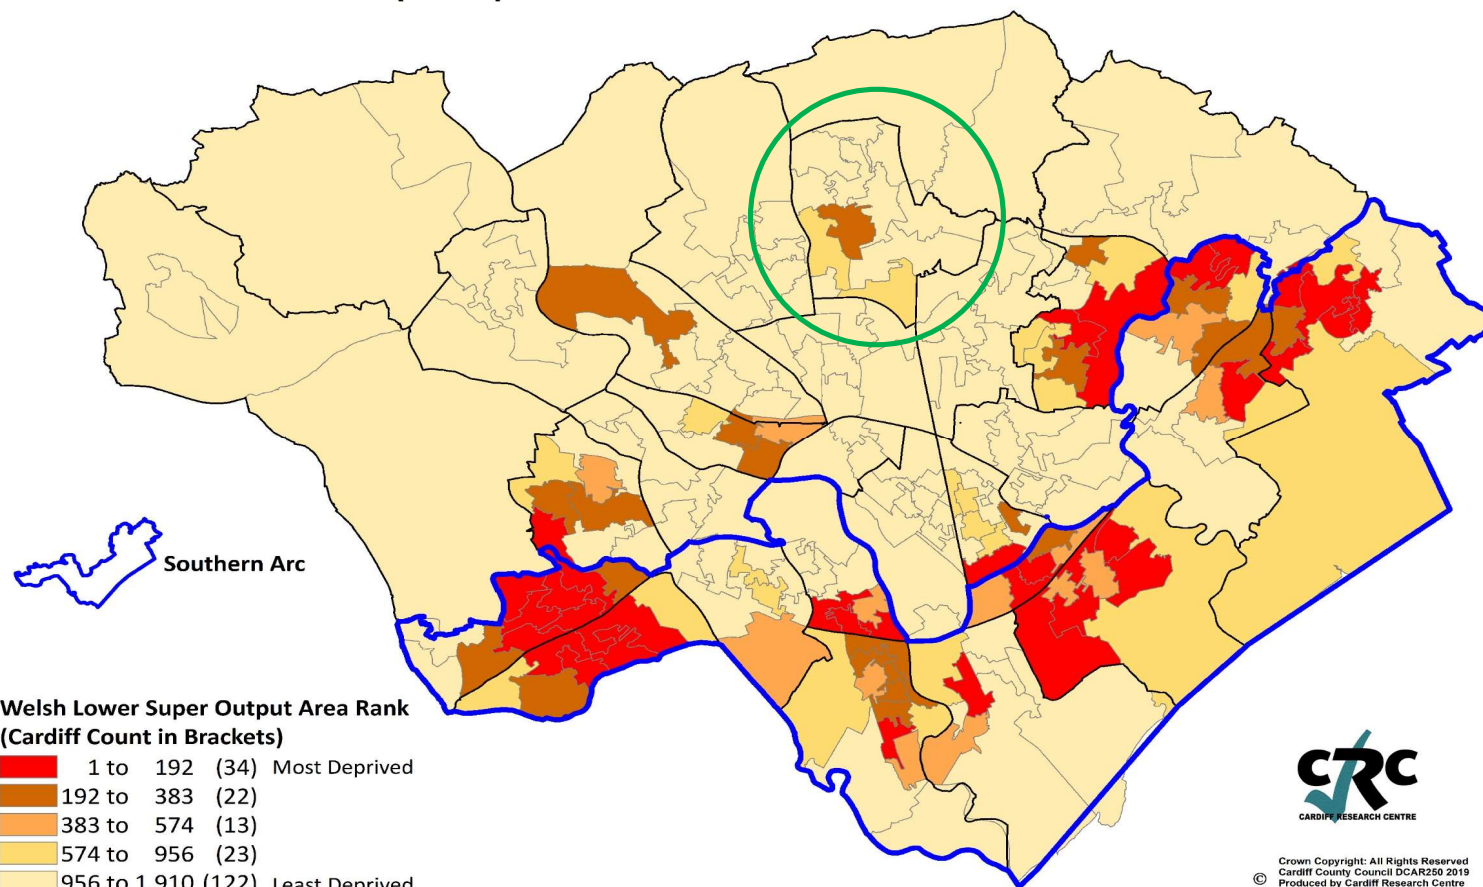 Southern Arc
Welsh Lower Super Output Area Rank
(Cardiff Count in Brackets)
1 to 192 (34) Most Deprived
192 to 383 (22)
383 to 574 (13)
574 to 956 (23)
956 to 1,910 (122) Least Deprived
CRC
CARDIFF RESEARCH CENTRE
Crown Copyright: All Rights Reserved
Cardiff County Council DCAR250 2019
© Produced by Cardiff Research Centre